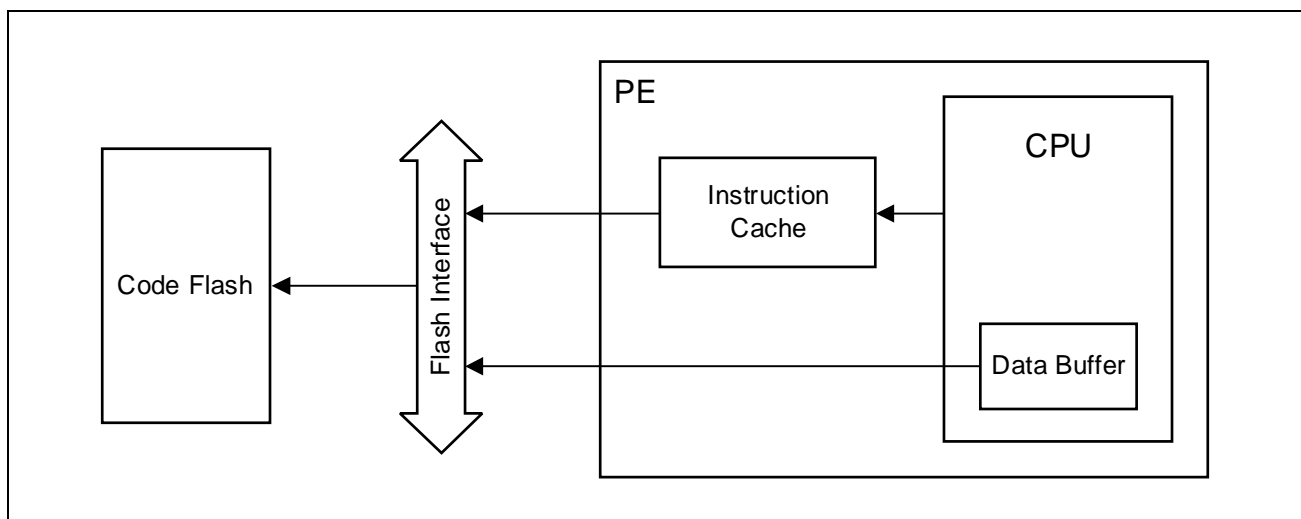 PE
CPU
Instruction
Cache
Code Flash
Flash Interface
Data Buffer